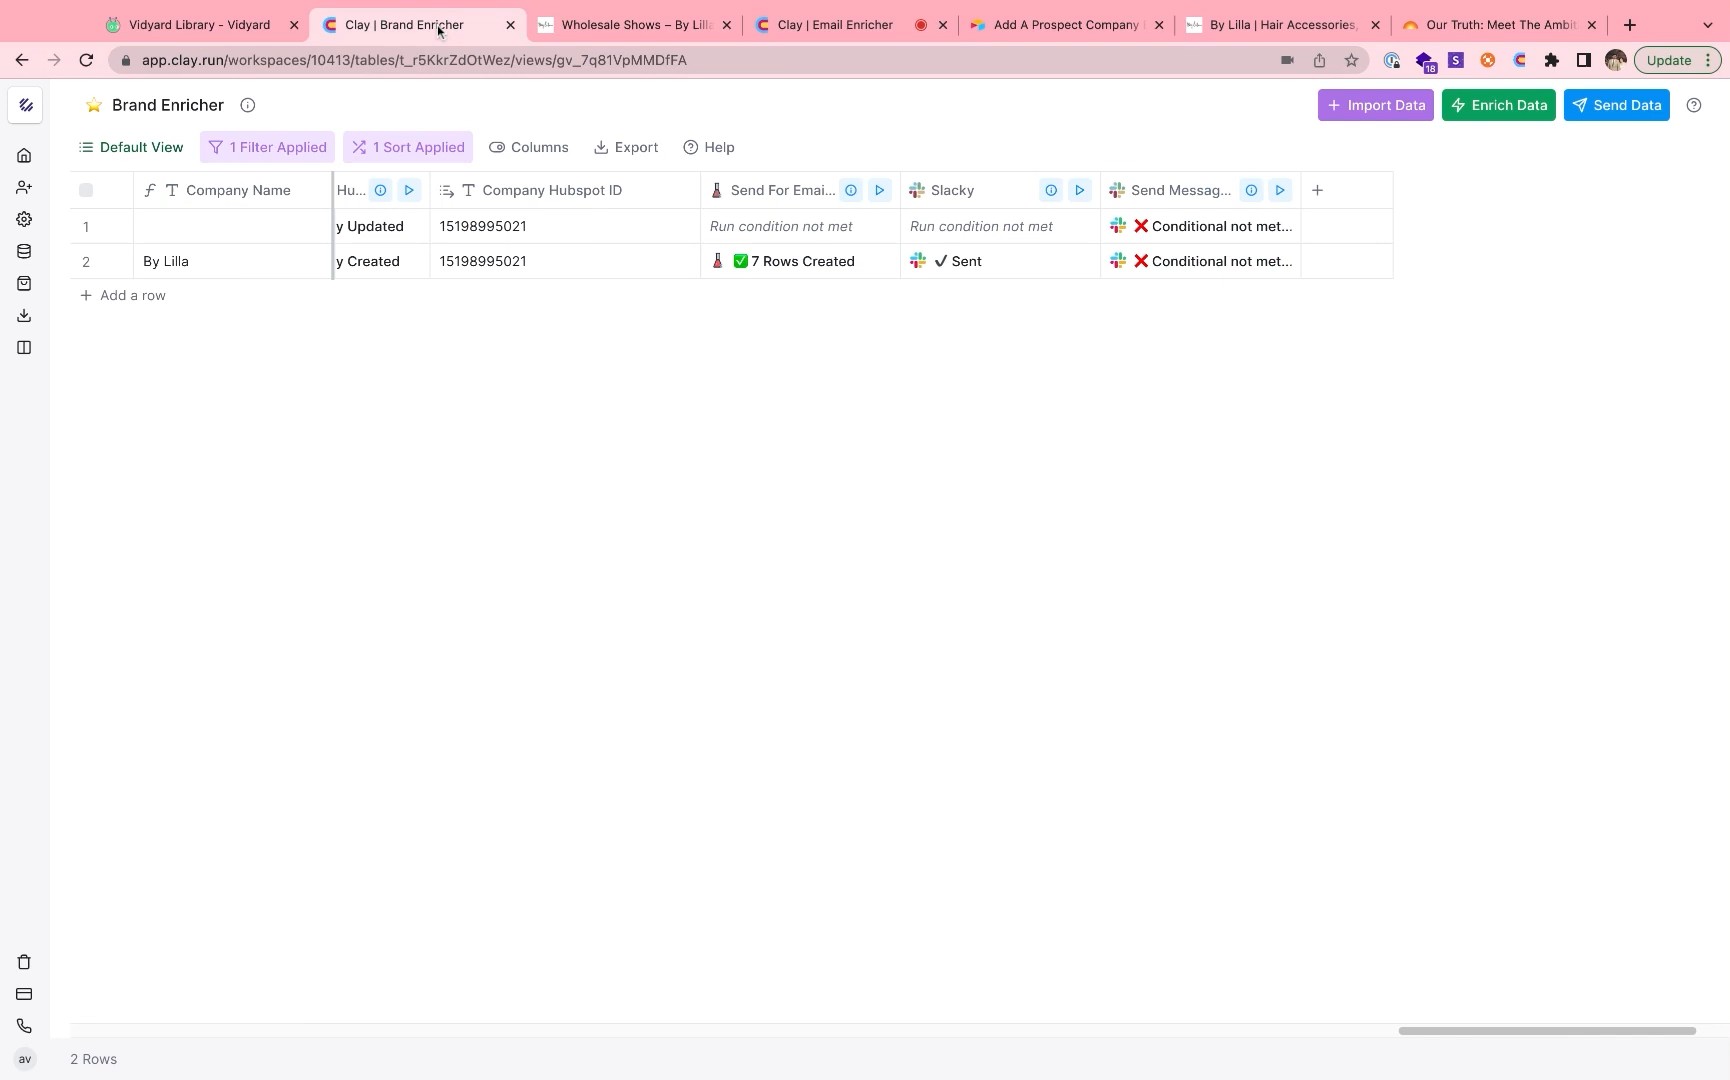 Vidyard Library - Vidyard
Clay | Brand Enricher
Wholesale Shows – By Lilla
Clay | Email Enricher
Add A Prospect Company
By Lilla | Hair Accessories,
Our Truth: Meet The Ambit
app.clay.run/workspaces/10413/tables/t_r5KkrZdOtWez/views/gv_7q81VpMMDfFA
18
S
Update
Brand Enricher
Import Data
Enrich Data
Send Data
Default View
1 Filter Applied
1 Sort Applied
Columns
Export
Help
Company Name
Hu...
Company Hubspot ID
Send For Emai...
Slacky
Send Messag...
1
y Updated
15198995021
Run condition not met
Run condition not met
Conditional not met...
2
By Lilla
y Created
15198995021
7 Rows Created
Sent
Conditional not met...
Add a row
av
2 Rows